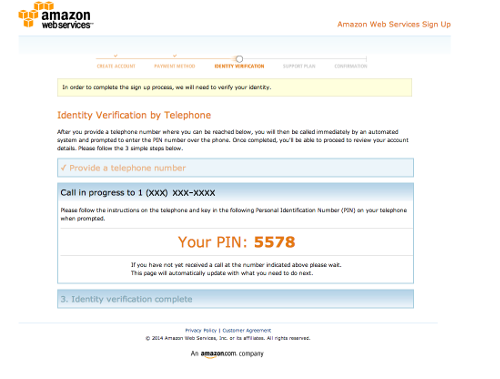 amazon
web services™
Amazon Web Services Sign Up
CREATE ACCOUNT PAYMENT METHOD IDENTITY VERIFICATION SUPPORT PLAN CONFIRMATION
In order to complete the sign up process, we will need to verify your identity.
Identity Verification by Telephone
After you provide a telephone number where you can be reached below, you will then be called immediately by an automated
system and prompted to enter the PIN number over the phone. Once completed, you'll be able to proceed to review your account
details. Please follow the 3 simple steps below.
✓ Provide a telephone number
Call in progress to 1 (XXX) XXX-XXXX
Please follow the instructions on the telephone and key in the following Personal Identification Number (PIN) on your telephone
when prompted.
Your PIN: 5578
If you have not yet received a call at the number indicated above please wait.
This page will automatically update with what you need to do next.
3. Identity verification complete
Privacy Policy | Customer Agreement
© 2014 Amazon Web Services, Inc. or its affiliates. All rights reserved.
An amazon.com company